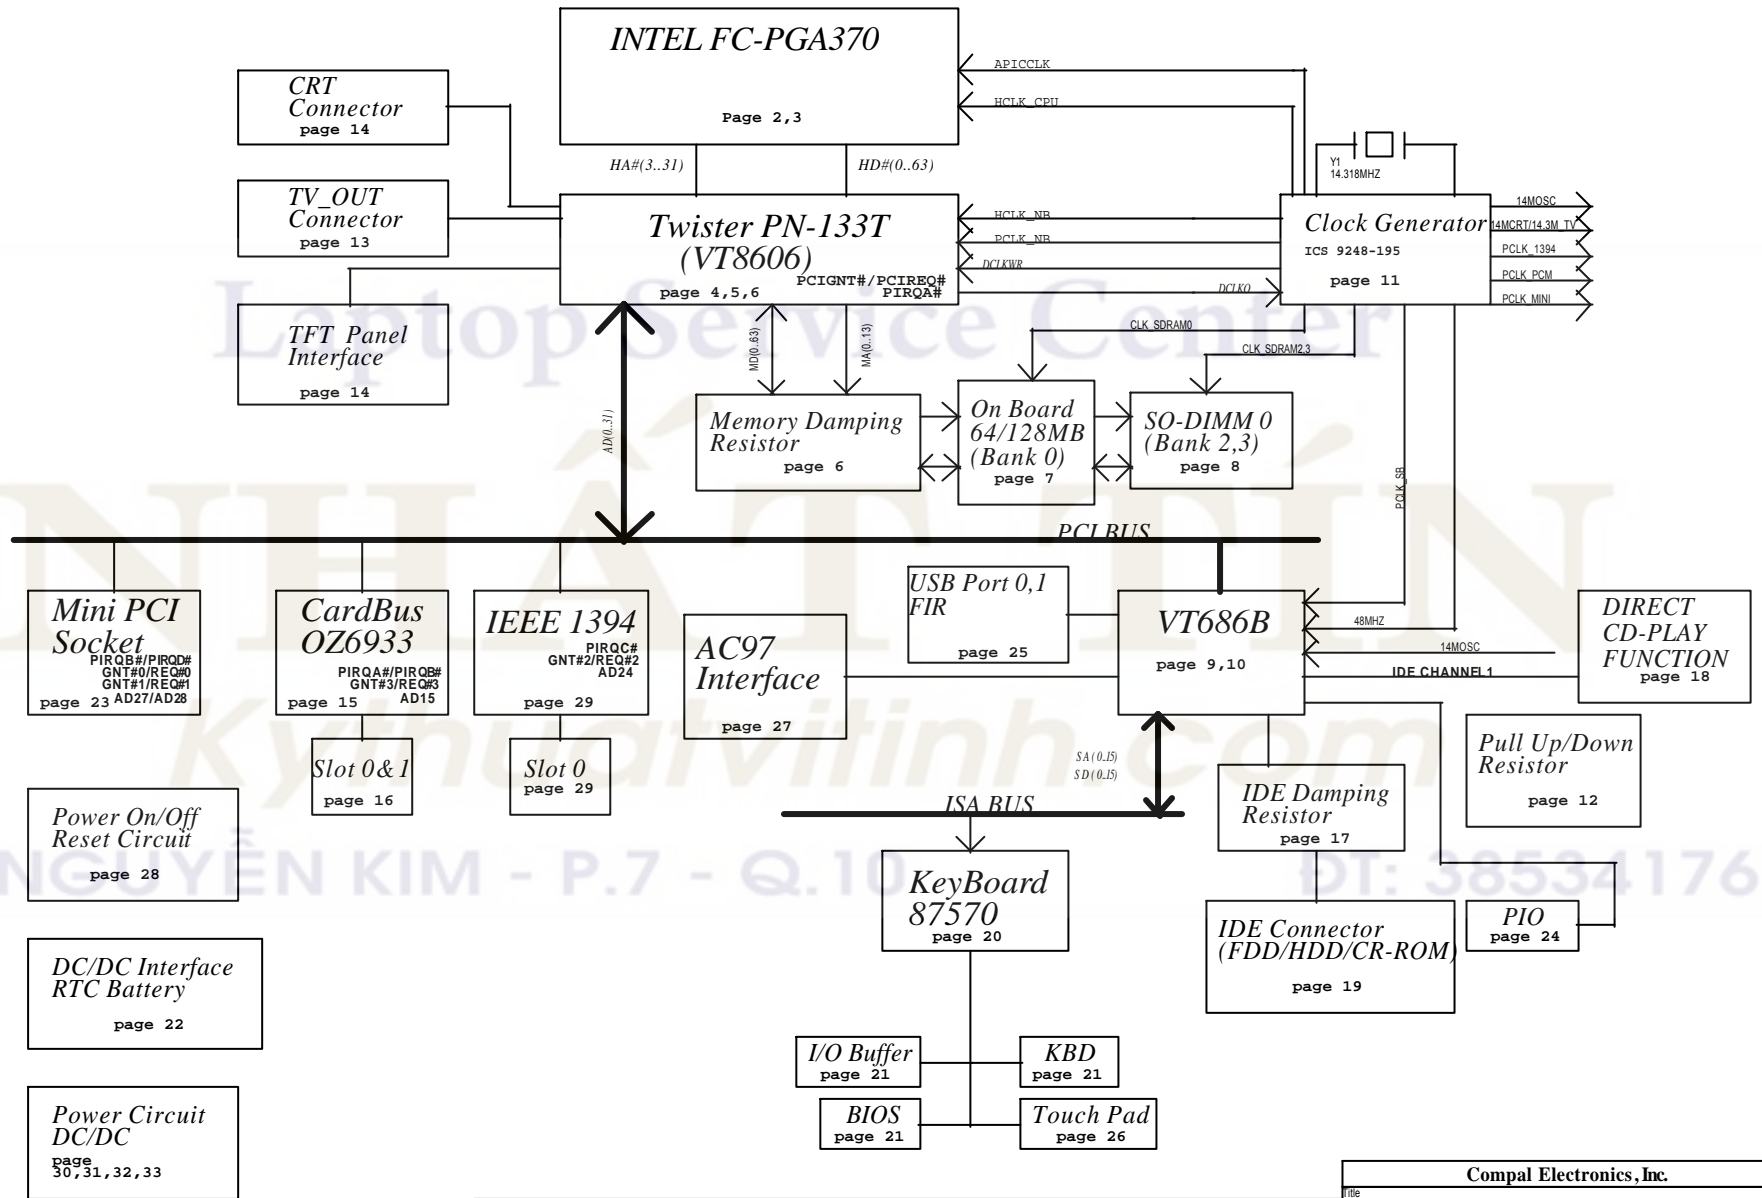 INTEL FC-PGA370
Page 2,3
CRT
Connector
page 14
APICCLK
HCLK_CPU
HA#(3..31)
HD#(0..63)
Y1
14.318MHZ
TV_OUT
Connector
page 13
Twister PN-133T
(VT8606)
PCIGNT#/PCIREQ#
PIRQA#
page 4,5,6
HCLK_NB
PCLK_NB
DCLKWR
DCLKO
Clock Generator
ICS 9248-195
page 11
14MOSC
14MCRT/14.3M_TV
PCLK_1394
PCLK_PCM
PCLK_MINI
Laptop Service Center
TFT Panel
Interface
page 14
MD(0..63)
MA(0..13)
CLK_SDRAM0
CLK_SDRAM2,3
AD(0..31)
Memory Damping
Resistor
page 6
On Board
64/128MB
(Bank 0)
page 7
SO-DIMM 0
(Bank 2,3)
page 8
PCLK_SB
NHẤT TÍN
PCI BUS
Mini PCI
Socket
PIRQB#/PIRQD#
GNT#0/REQ#0
GNT#1/REQ#1
page 23 AD27/AD28
CardBus
OZ6933
PIRQA#/PIRQB#
GNT#3/REQ#3
page 15 AD15
IEEE 1394
PIRQC#
GNT#2/REQ#2
AD24
page 29
AC97
Interface
page 27
USB Port 0,1
FIR
page 25
VT686B
page 9,10
48MHZ
14MOSC
IDE CHANNEL1
DIRECT
CD-PLAY
FUNCTION
page 18
Kythuatvitinh.com
Slot 0&1
page 16
Slot 0
page 29
SA(0..15)
SD(0..15)
ISA BUS
IDE Damping
Resistor
page 17
Pull Up/Down
Resistor
page 12
Power On/Off
Reset Circuit
page 28
NGUYỄN KIM - P.7 - Q.10
ĐT: 38534176
KeyBoard
87570
page 20
IDE Connector
(FDD/HDD/CR-ROM)
page 19
PIO
page 24
DC/DC Interface
RTC Battery
page 22
I/O Buffer
page 21
KBD
page 21
BIOS
page 21
Touch Pad
page 26
Power Circuit
DC/DC
page
30,31,32,33
Compal Electronics, Inc.
Title